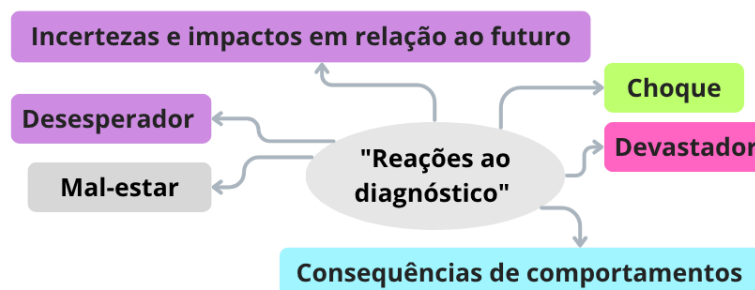 Incertezas e impactos em relação ao futuro
Choque
Desesperador
Devastador
"Reações ao
diagnóstico"
Mal-estar
Consequências de comportamentos